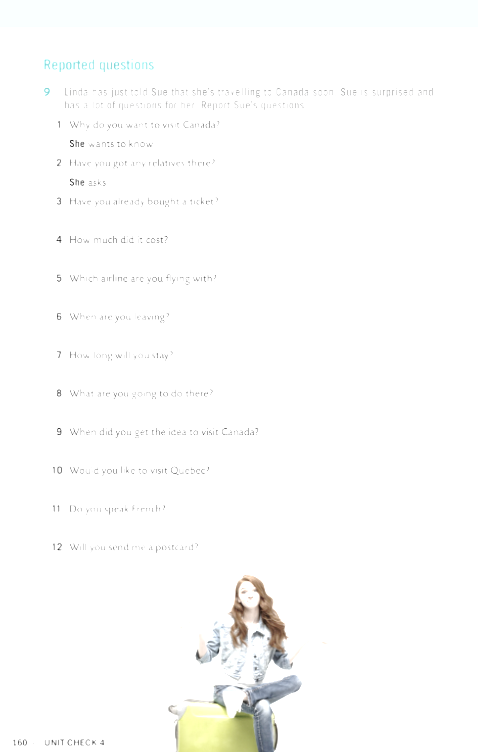 Reported questions
9 Linda has just told Sue that she's travelling to Canada soon. Sue is surprised and
has a lot of questions for her. Report Sue's questions.
1 Why do you want to visit Canada?
She wants to know
2 Have you got any relatives there?
She asks
3 Have you already bought a ticket?
4 How much did it cost?
5 Which airline are you flying with?
6 When are you leaving?
7 How long will you stay?
8 What are you going to do there?
9 When did you get the idea to visit Canada?
10 Would you like to visit Quebec?
11 Do you speak French?
12 Will you send me a postcard?
160 UNIT CHECK 4